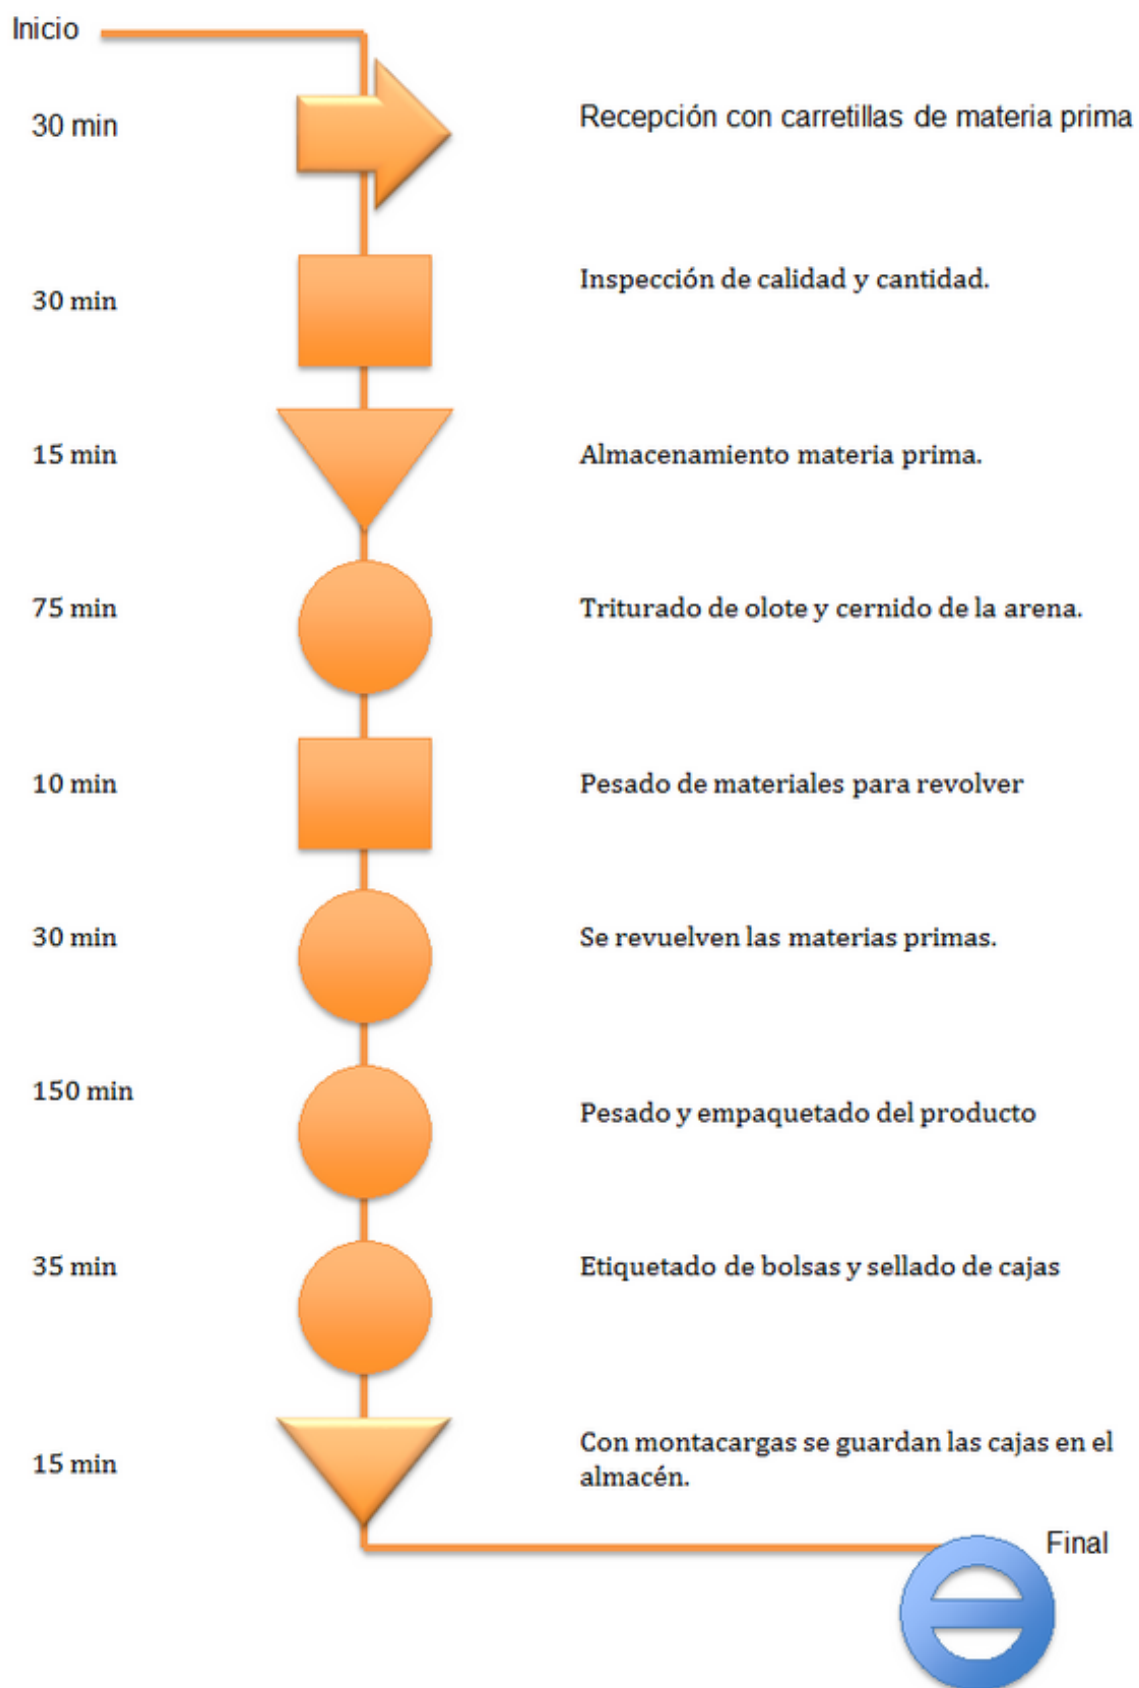 Inicio
30 min
Recepción con carretillas de materia prima
30 min
Inspección de calidad y cantidad.
15 min
Almacenamiento materia prima.
75 min
Triturado de olote y cernido de la arena.
10 min
Pesado de materiales para revolver
30 min
Se revuelven las materias primas.
150 min
Pesado y empaquetado del producto
35 min
Etiquetado de bolsas y sellado de cajas
15 min
Con montacargas se guardan las cajas en el
almacén.
Final